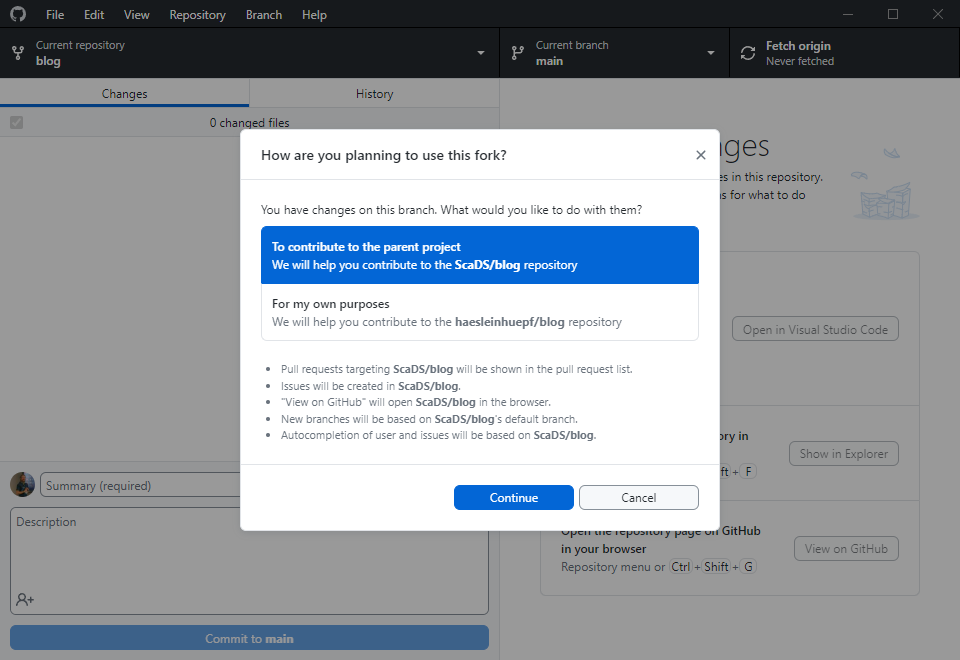 File Edit View Repository Branch Help
Current repository
blog
Current branch
main
Fetch origin
Never fetched
Changes
History
0 changed files
How are you planning to use this fork?
You have changes on this branch. What would you like to do with them?
To contribute to the parent project
We will help you contribute to the ScaDS/blog repository
For my own purposes
We will help you contribute to the haesleinhuepf/blog repository
Pull requests targeting ScaDS/blog will be shown in the pull request list.
Issues will be created in ScaDS/blog.
"View on GitHub" will open ScaDS/blog in the browser.
New branches will be based on ScaDS/blog's default branch.
Autocompletion of user and issues will be based on ScaDS/blog.
Continue
Cancel
in this repository.
for what to do
Open in Visual Studio Code
in
Show in Explorer
+ F
Open the repository page on GitHub
in your browser
Repository menu or Ctrl + Shift + G
View on GitHub
Summary (required)
Description
Commit to main